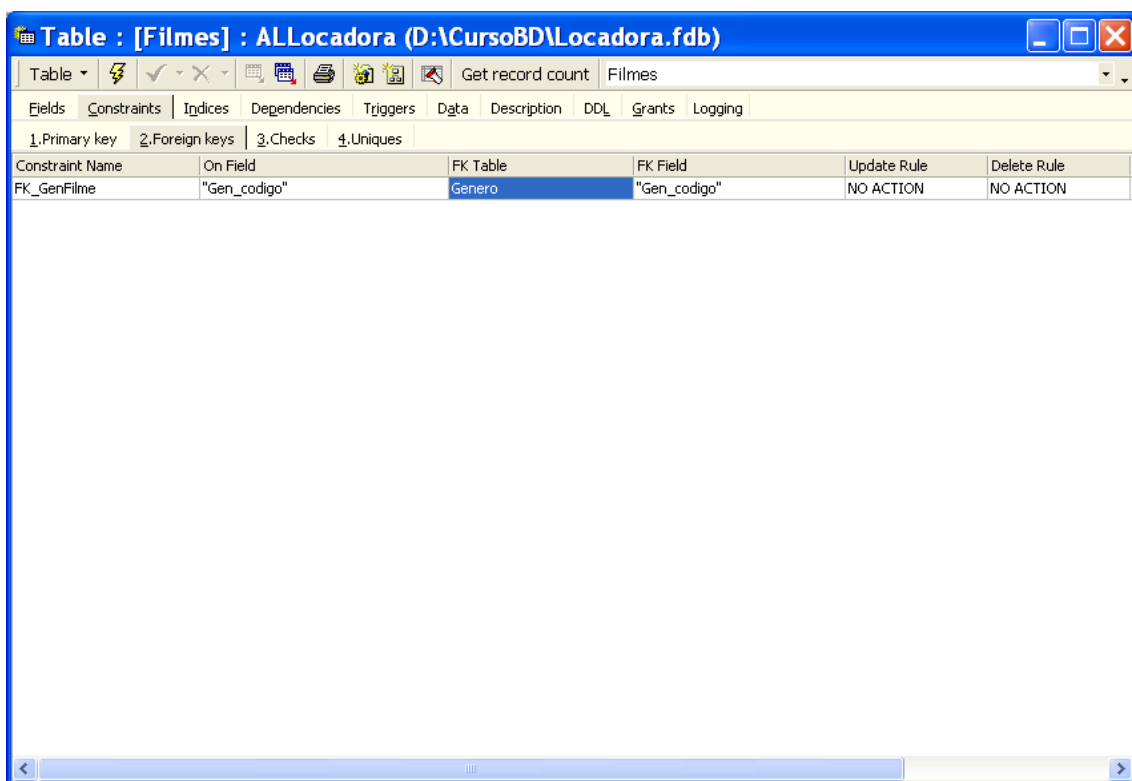 Table : [Filmes] : ALLocadora (D:\CursoBD\Locadora.fdb)
Table Get record count Filmes
Fields Constraints Indices Dependencies Triggers Data Description DDL Grants Logging
1.Primary key 2.Foreign keys 3.Checks 4.Uniques
Constraint Name On Field FK Table FK Field Update Rule Delete Rule
FK_GenFilme "Gen_codigo" Genero "Gen_codigo" NO ACTION NO ACTION